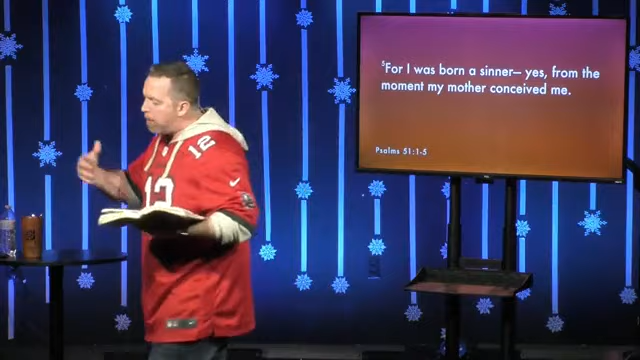 ⁵For I was born a sinner— yes, from the
moment my mother conceived me.
Psalms 51:1-5
12
12